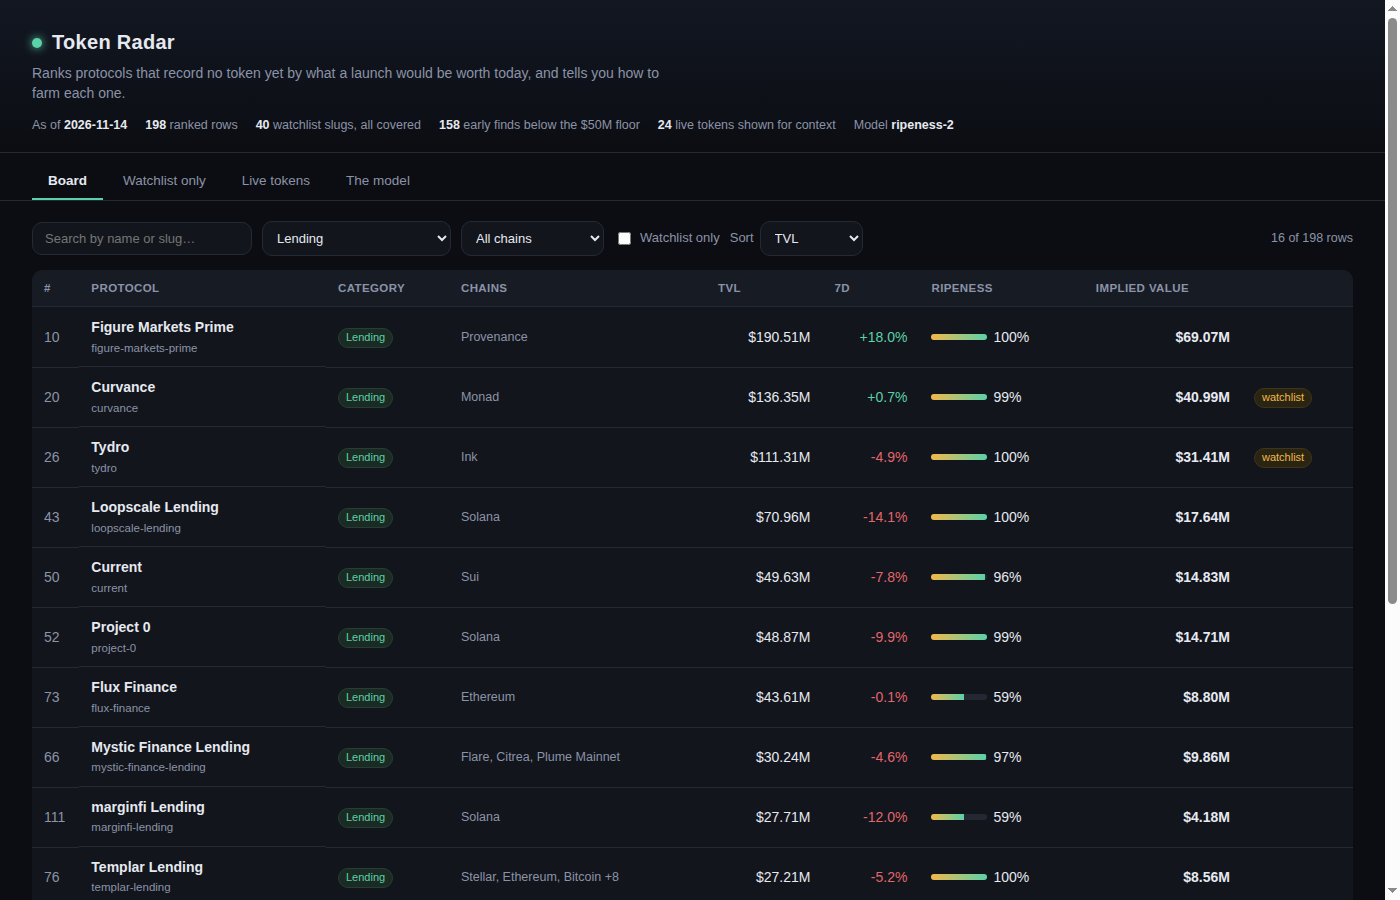 Token Radar
Ranks protocols that record no token yet by what a launch would be worth today, and tells you how to
farm each one.
As of 2026-11-14 198 ranked rows 40 watchlist slugs, all covered 158 early finds below the $50M floor 24 live tokens shown for context Model ripeness-2
Board Watchlist only Live tokens The model
Search by name or slug… Lending All chains Watchlist only Sort TVL 16 of 198 rows
# PROTOCOL CATEGORY CHAINS TVL 7D RIPENESS IMPLIED VALUE
10 Figure Markets Prime Lending Provenance $190.51M +18.0% 100% $69.07M
figure-markets-prime
20 Curvance Lending Monad $136.35M +0.7% 99% $40.99M watchlist
curvance
26 Tydro Lending Ink $111.31M -4.9% 100% $31.41M watchlist
tydro
43 Loopscale Lending Lending Solana $70.96M -14.1% 100% $17.64M
loopscale-lending
50 Current Lending Sui $49.63M -7.8% 96% $14.83M
current
52 Project 0 Lending Solana $48.87M -9.9% 99% $14.71M
project-0
73 Flux Finance Lending Ethereum $43.61M -0.1% 59% $8.80M
flux-finance
66 Mystic Finance Lending Lending Flare, Citrea, Plume Mainnet $30.24M -4.6% 97% $9.86M
mystic-finance-lending
111 marginfi Lending Lending Solana $27.71M -12.0% 59% $4.18M
marginfi-lending
76 Templar Lending Lending Stellar, Ethereum, Bitcoin +8 $27.21M -5.2% 100% $8.56M
templar-lending